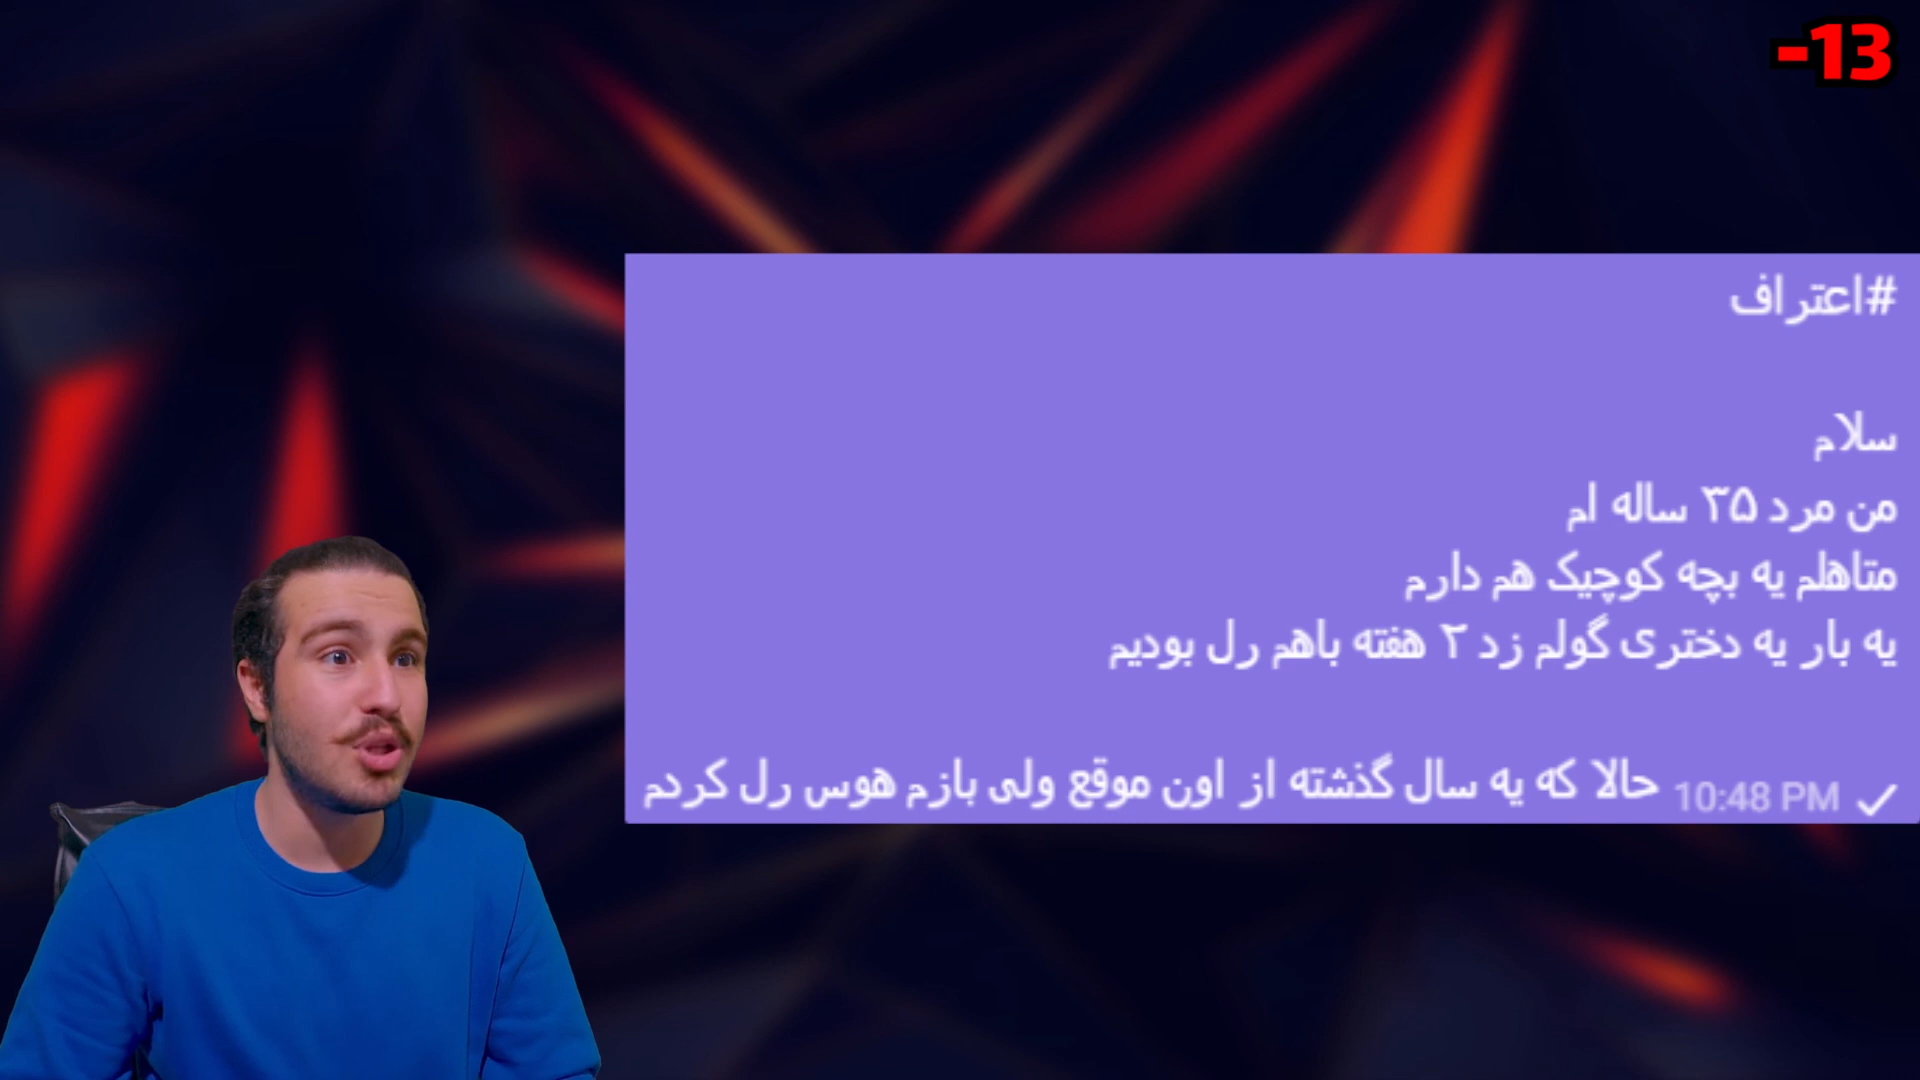 -13
#اعتراف
سلام
من مرد ۳۵ ساله ام
متاهلم یه بچه کوچیک هم دارم
یه بار یه دختری گولم زد ۲ هفته باهم رل بودیم
حالا که یه سال گذشته از اون موقع ولی بازم هوس رل کردم
10:48 PM